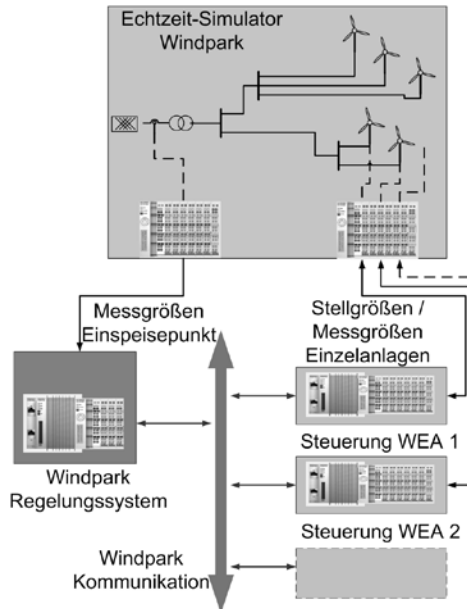 Echtzeit-Simulator
Windpark
Messgrößen
Einspeisepunkt
Stellgrößen /
Messgrößen
Einzelanlagen
Windpark
Regelungssystem
Steuerung WEA 1
Steuerung WEA 2
Windpark
Kommunikation